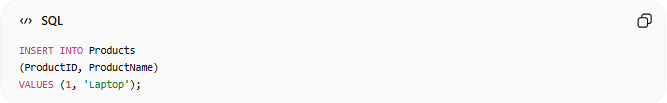 SQL
INSERT INTO Products
(ProductID, ProductName)
VALUES (1, 'Laptop');